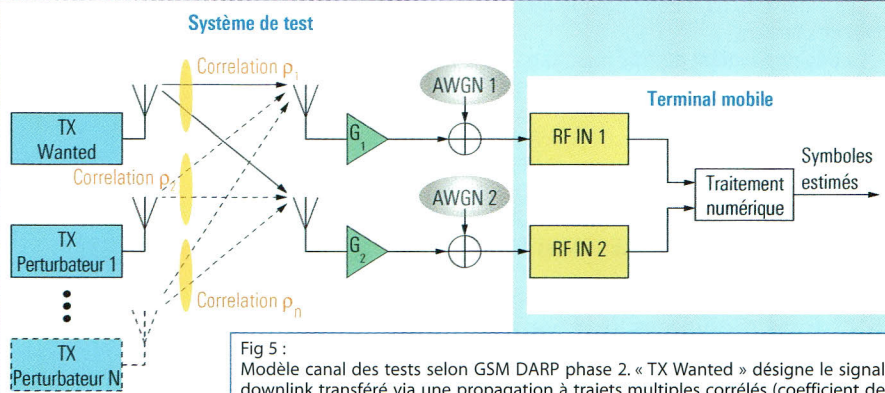 Système de test
Correlation ρ1
AWGN 1
Terminal mobile
TX
Wanted
G1
RF IN 1
Correlation ρ2
Traitement
numérique
Symboles
estimés
AWGN 2
TX
Perturbateur 1
G2
RF IN 2
Correlation ρn
TX
Perturbateur N
Fig 5 :
Modèle canal des tests selon GSM DARP phase 2. « TX Wanted » désigne le signal
downlink transféré via une propagation à trajets multiples corrélés (coefficient de